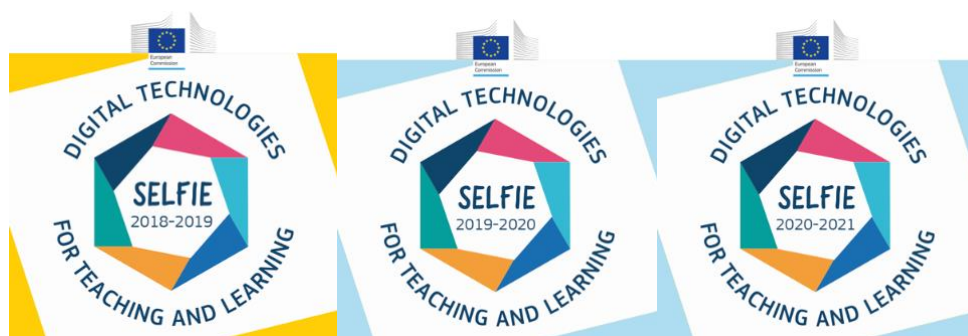 European
Commission
DIGITAL TECHNOLOGIES
SELFIE
2018-2019
FOR TEACHING AND LEARNING
European
Commission
DIGITAL TECHNOLOGIES
SELFIE
2019-2020
FOR TEACHING AND LEARNING
European
Commission
DIGITAL TECHNOLOGIES
SELFIE
2020-2021
FOR TEACHING AND LEARNING